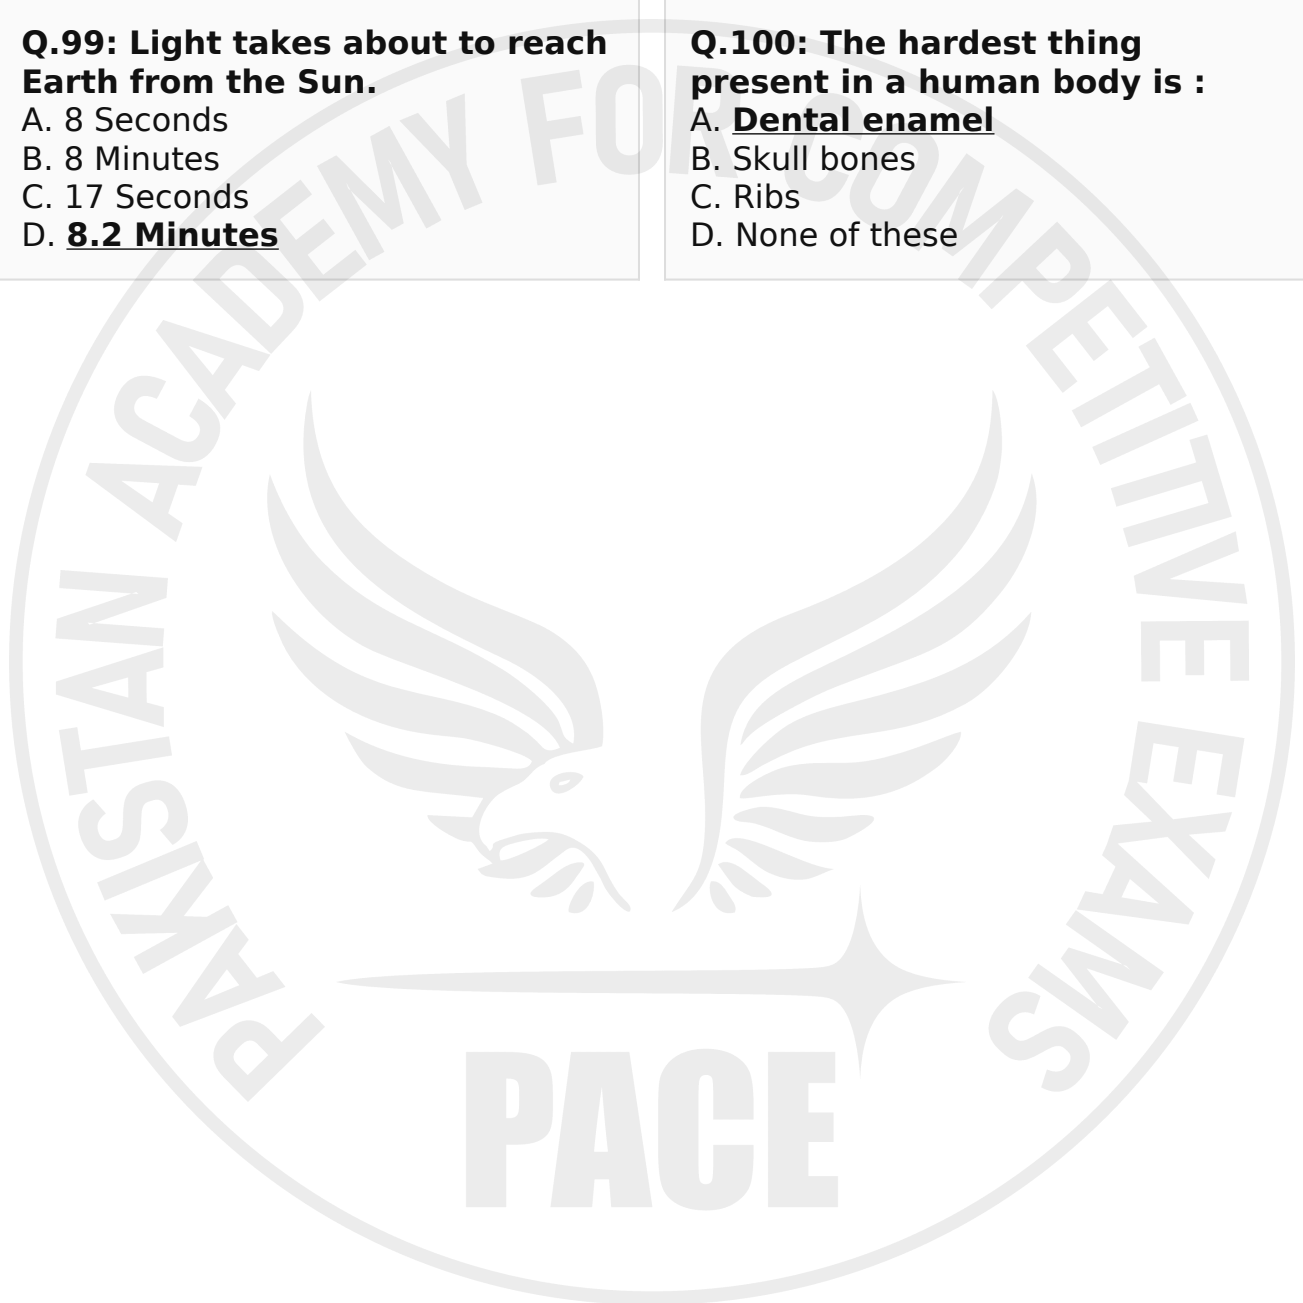 Q.99: Light takes about to reach
Earth from the Sun.
A. 8 Seconds
B. 8 Minutes
C. 17 Seconds
D. 8.2 Minutes
Q.100: The hardest thing
present in a human body is :
A. Dental enamel
B. Skull bones
C. Ribs
D. None of these
PAKISTAN ACADEMY FOR COMPETITIVE EXAMS
PACE